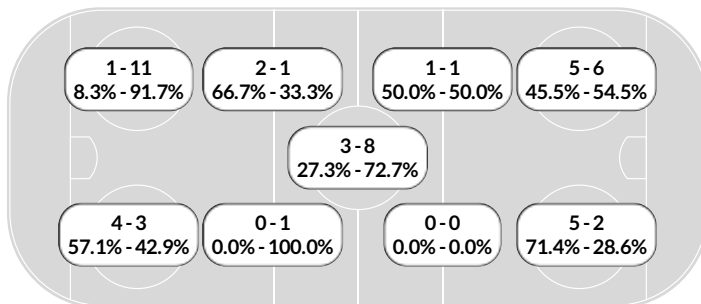 1 - 11
8.3% - 91.7%
2 - 1
66.7% - 33.3%
1 - 1
50.0% - 50.0%
5 - 6
45.5% - 54.5%
3 - 8
27.3% - 72.7%
4 - 3
57.1% - 42.9%
0 - 1
0.0% - 100.0%
0 - 0
0.0% - 0.0%
5 - 2
71.4% - 28.6%